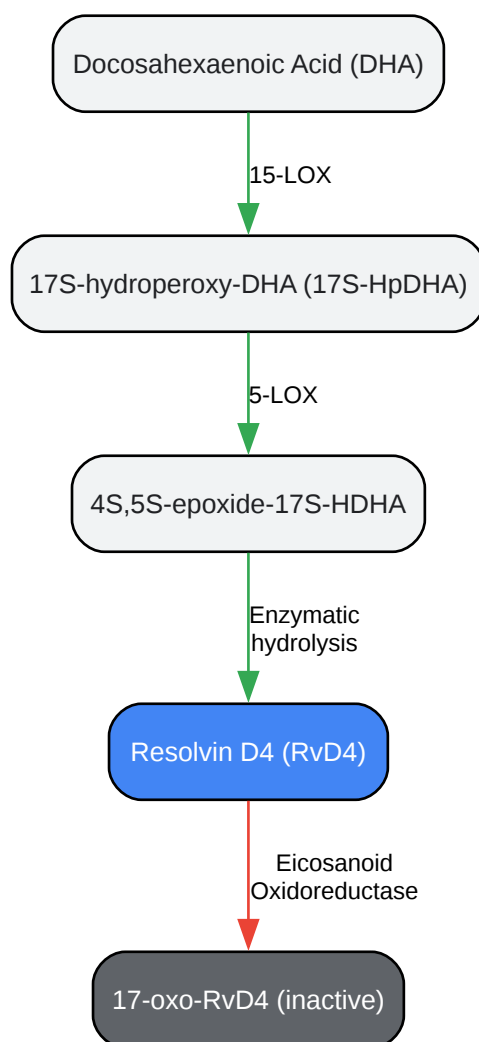 Docosahexaenoic Acid (DHA)
15-LOX
17S-hydroperoxy-DHA (17S-HpDHA)
5-LOX
4S,5S-epoxide-17S-HDHA
Enzymatic
hydrolysis
Resolvin D4 (RvD4)
Eicosanoid
Oxidoreductase
17-oxo-RvD4 (inactive)